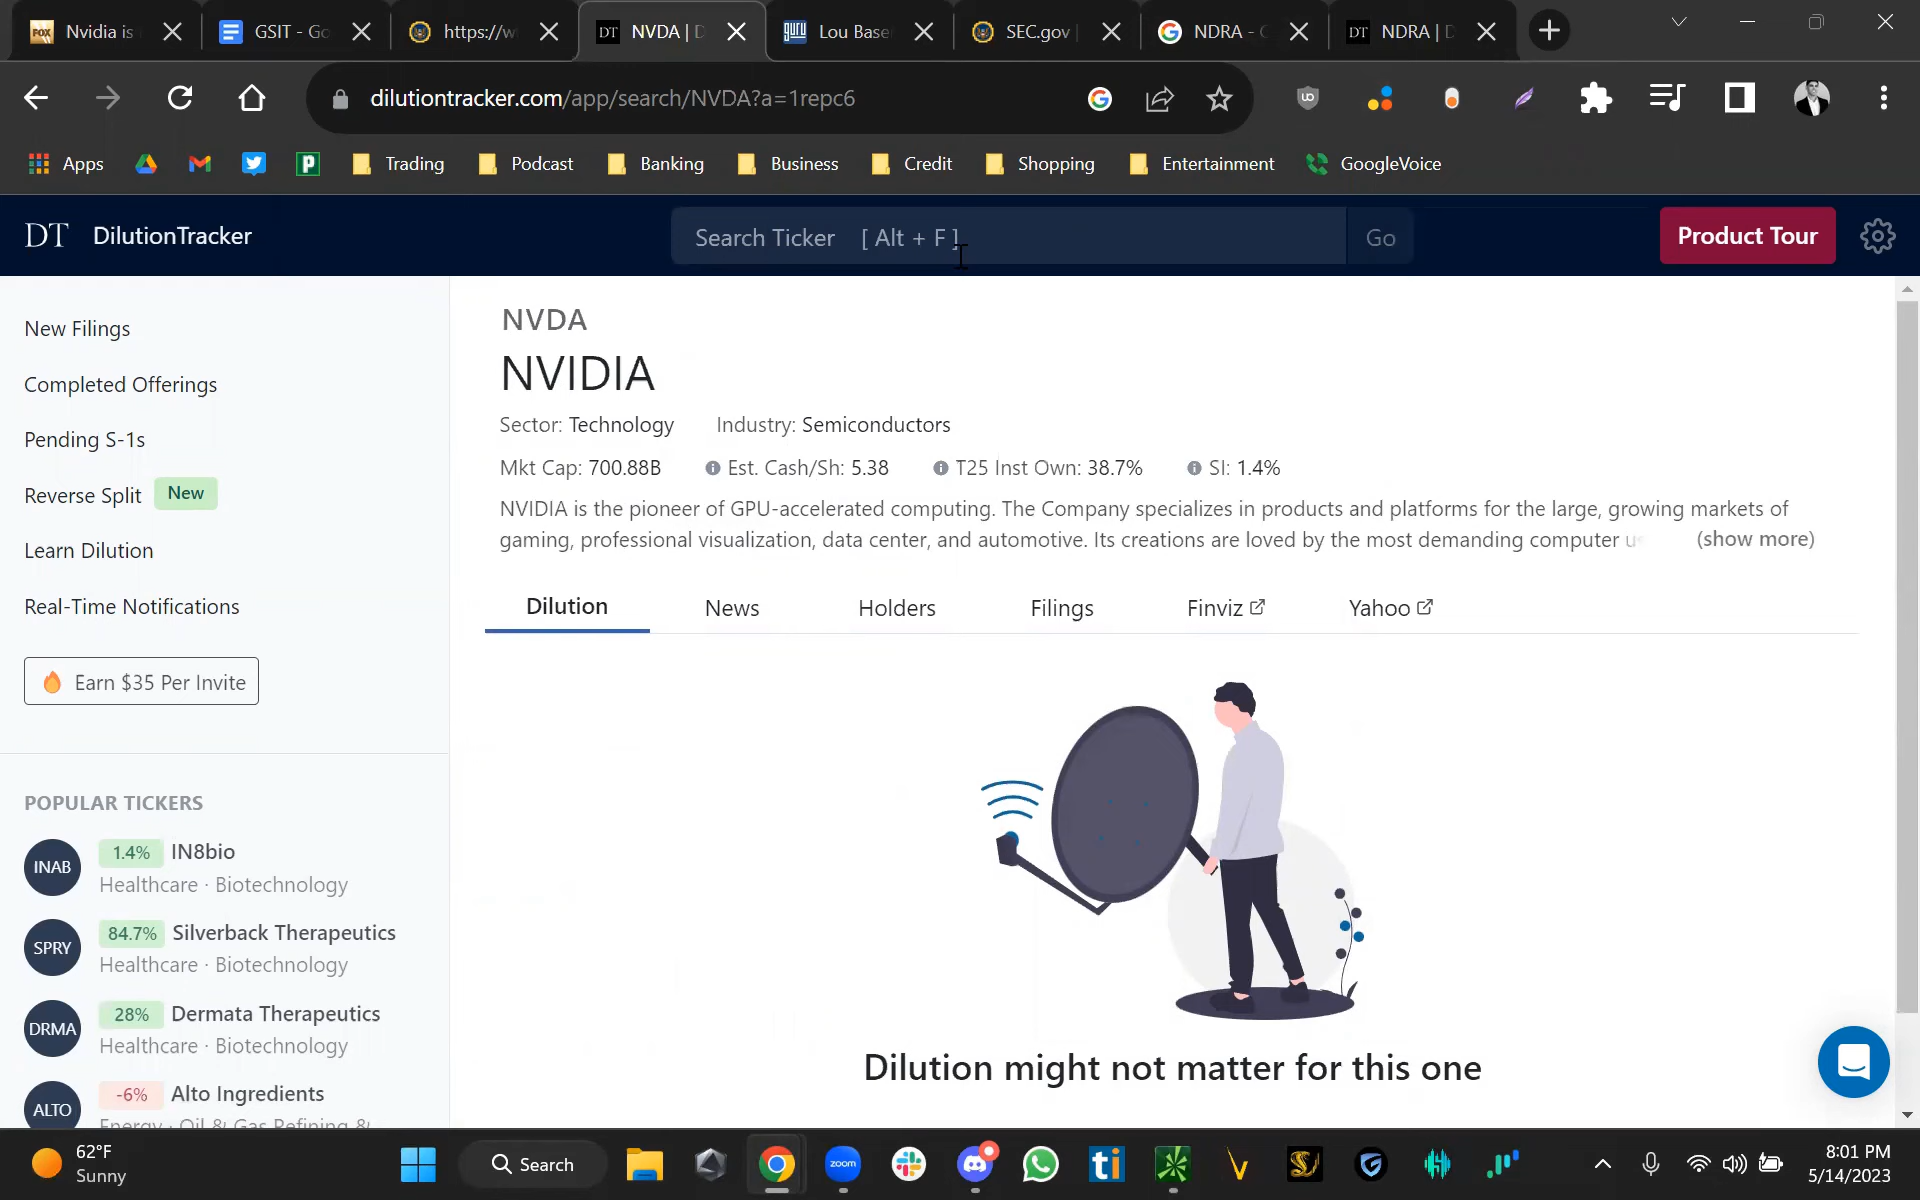 Nvidia is
GSIT - Go
https://w
NVDA | D
Lou Base
SEC.gov |
NDRA - G
NDRA | D
dilutiontracker.com/app/search/NVDA?a=1repc6
Apps
Trading
Podcast
Banking
Business
Credit
Shopping
Entertainment
GoogleVoice
DT
DilutionTracker
Search Ticker [ Alt + F ]
Go
Product Tour
New Filings
Completed Offerings
Pending S-1s
Reverse Split New
Learn Dilution
Real-Time Notifications
Earn $35 Per Invite
POPULAR TICKERS
INAB
1.4% IN8bio
Healthcare · Biotechnology
SPRY
84.7% Silverback Therapeutics
Healthcare · Biotechnology
DRMA
28% Dermata Therapeutics
Healthcare · Biotechnology
ALTO
-6% Alto Ingredients
Energy · Oil & Gas Refining &
NVDA
NVIDIA
Sector: Technology Industry: Semiconductors
Mkt Cap: 700.88B Est. Cash/Sh: 5.38 T25 Inst Own: 38.7% SI: 1.4%
NVIDIA is the pioneer of GPU-accelerated computing. The Company specializes in products and platforms for the large, growing markets of
gaming, professional visualization, data center, and automotive. Its creations are loved by the most demanding computer u (show more)
Dilution News Holders Filings Finviz Yahoo
Dilution might not matter for this one
62°F
Sunny
Search
zoom
ti
8:01 PM
5/14/2023